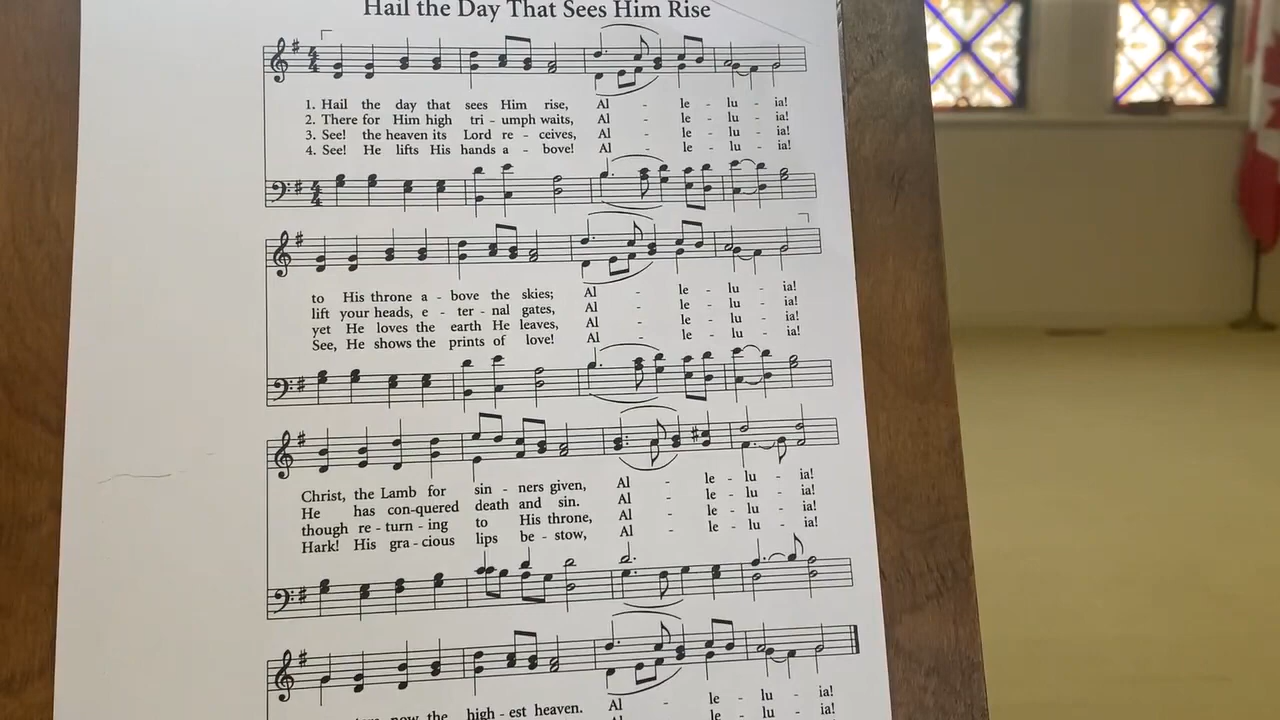 Hail the Day That Sees Him Rise
1. Hail the day that sees Him rise, Al - le - lu - ia!
2. There for Him high tri - umph waits, Al - le - lu - ia!
3. See! the heaven its Lord re - ceives, Al - le - lu - ia!
4. See! He lifts His hands a - bove! Al - le - lu - ia!
to His throne a - bove the skies; Al - le - lu - ia!
lift your heads, e - ter - nal gates, Al - le - lu - ia!
yet He loves the earth He leaves, Al - le - lu - ia!
See, He shows the prints of love! Al - le - lu - ia!
Christ, the Lamb for sin - ners given, Al - le - lu - ia!
He has con-quered death and sin. Al - le - lu - ia!
though re - turn - ing to His throne, Al - le - lu - ia!
Hark! His gra - cious lips be - stow, Al - le - lu - ia!
now the high - est heaven. Al - le - lu - ia!
Al - le - lu - ia!